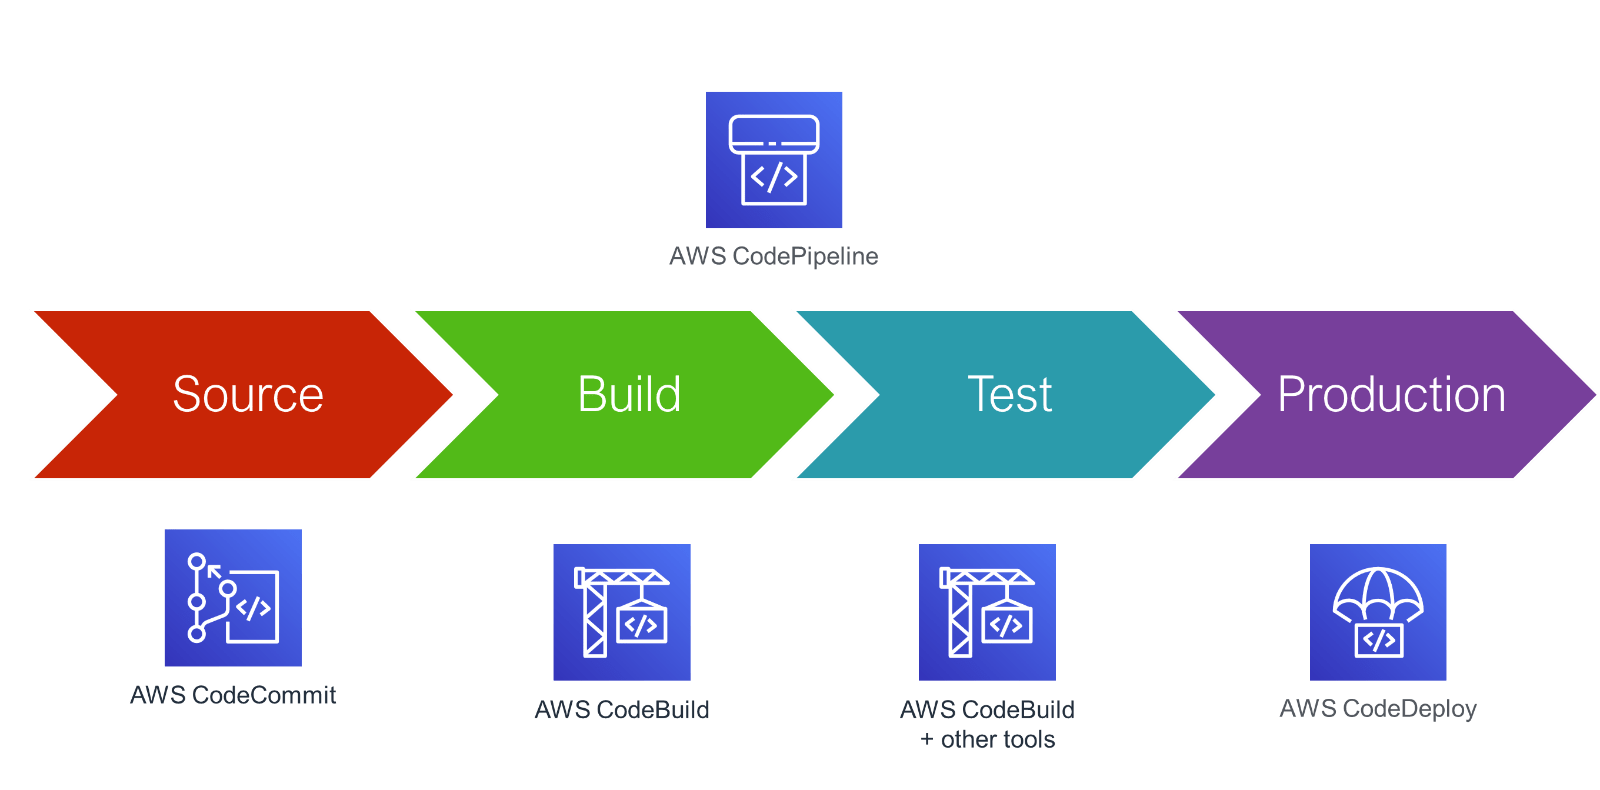 AWS CodePipeline
Source
Build
Test
Production
AWS CodeCommit
AWS CodeBuild
AWS CodeBuild
+ other tools
AWS CodeDeploy